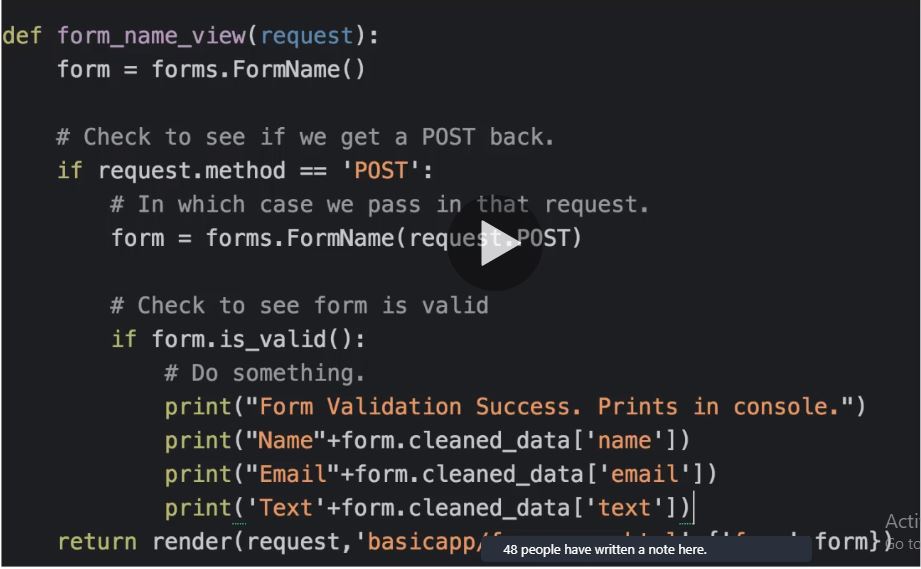 def form_name_view(request):
form = forms.FormName()
# Check to see if we get a POST back.
if request.method == 'POST':
# In which case we pass in that request.
form = forms.FormName(request.POST)
# Check to see form is valid
if form.is_valid():
# Do something.
print("Form Validation Success. Prints in console.")
print("Name"+form.cleaned_data['name'])
print("Email"+form.cleaned_data['email'])
print('Text'+form.cleaned_data['text'])
return render(request,'basicapp/ form})
48 people have written a note here.
Acti
Go to